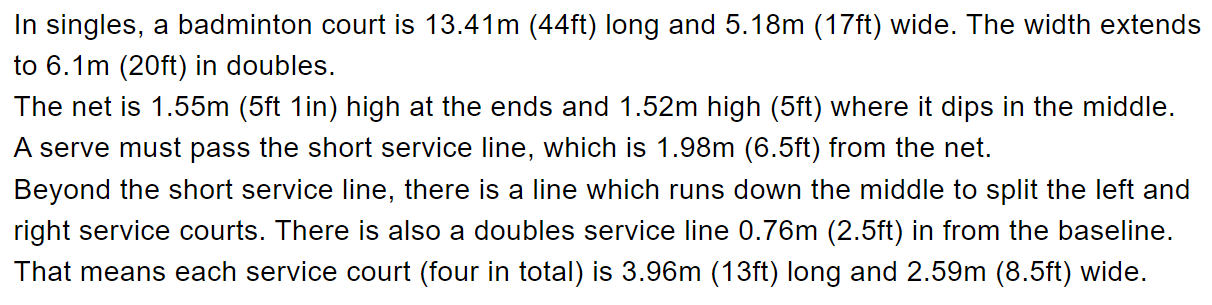 In singles, a badminton court is 13.41m (44ft) long and 5.18m (17ft) wide. The width extends
to 6.1m (20ft) in doubles.
The net is 1.55m (5ft 1in) high at the ends and 1.52m high (5ft) where it dips in the middle.
A serve must pass the short service line, which is 1.98m (6.5ft) from the net.
Beyond the short service line, there is a line which runs down the middle to split the left and
right service courts. There is also a doubles service line 0.76m (2.5ft) in from the baseline.
That means each service court (four in total) is 3.96m (13ft) long and 2.59m (8.5ft) wide.